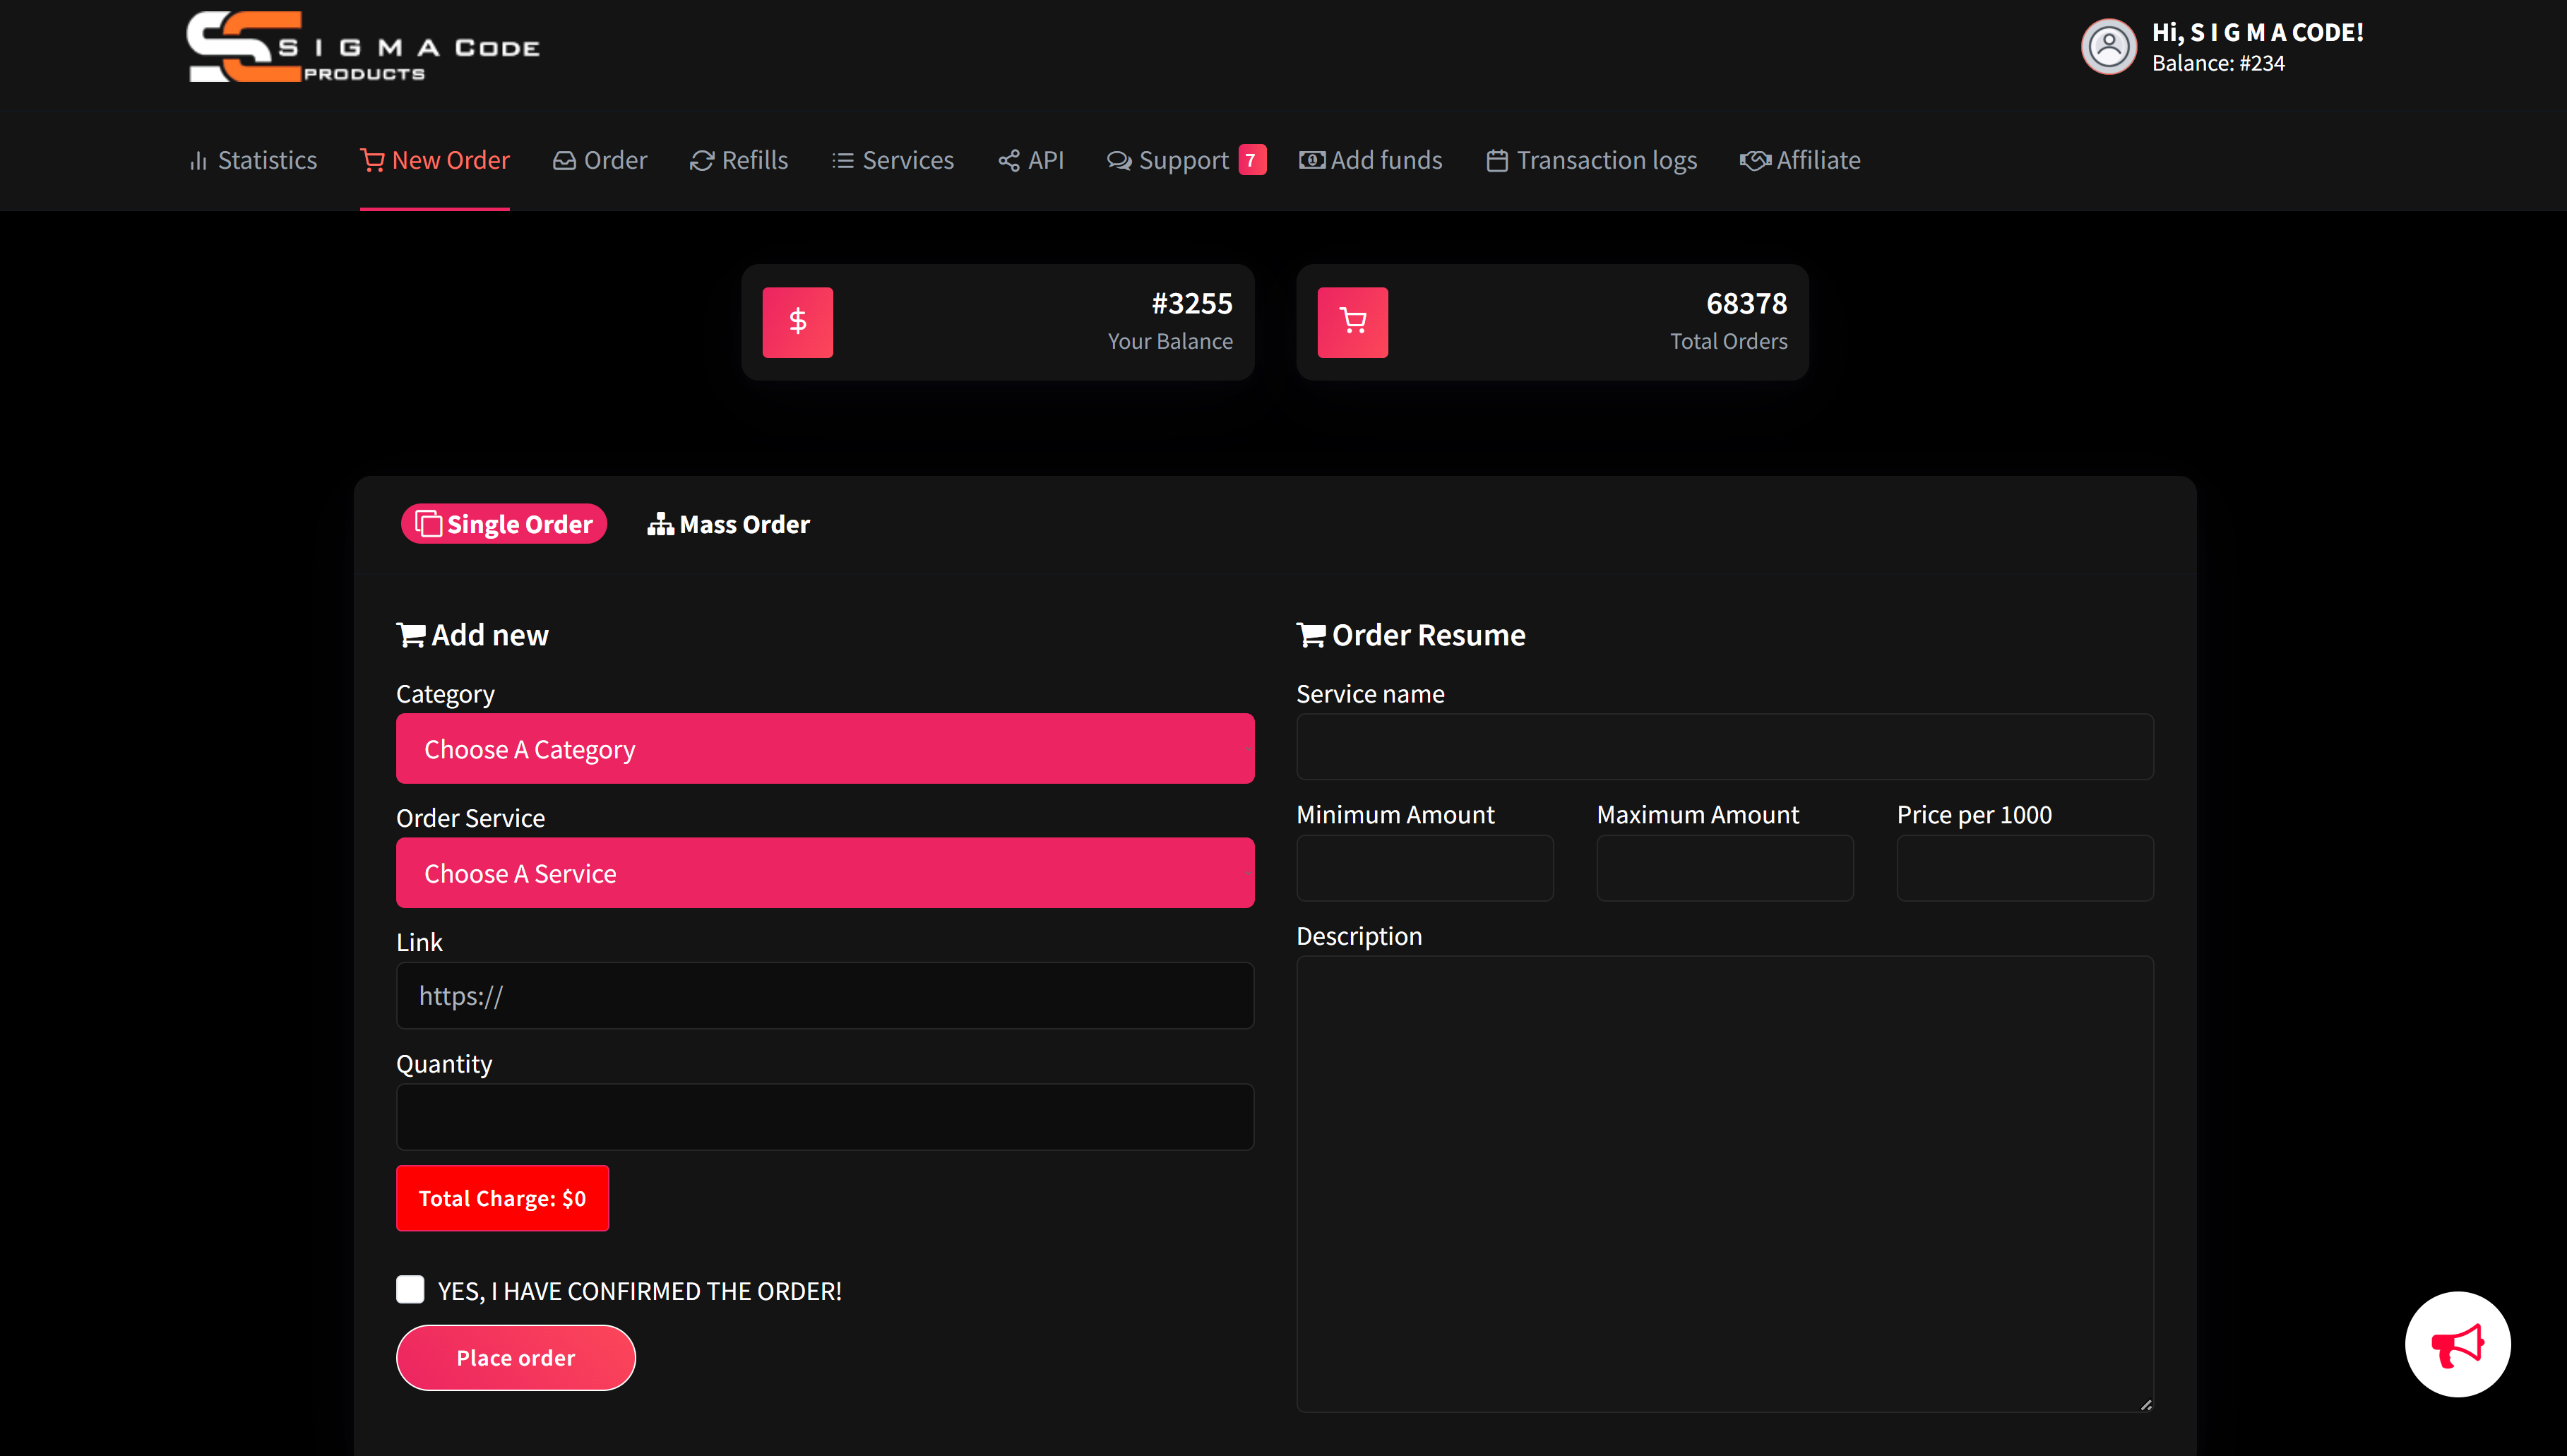 S I G M A CODE
PRODUCTS
Hi, S I G M A CODE!
Balance: #234
Statistics
New Order
Order
Refills
Services
API
Support 7
Add funds
Transaction logs
Affiliate
$
#3255
Your Balance
68378
Total Orders
Single Order
Mass Order
Add new
Category
Choose A Category
Order Service
Choose A Service
Link
https://
Quantity
Total Charge: $0
YES, I HAVE CONFIRMED THE ORDER!
Place order
Order Resume
Service name
Minimum Amount
Maximum Amount
Price per 1000
Description